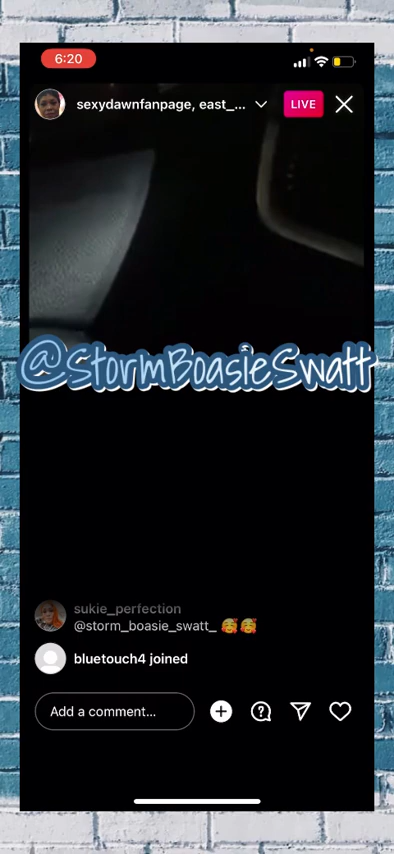 6:20
sexydawnfanpage, east_...
LIVE
@StormBoasieSwatt
sukie_perfection
@storm_boasie_swatt_ 🥰🥰
bluetouch4 joined
Add a comment...